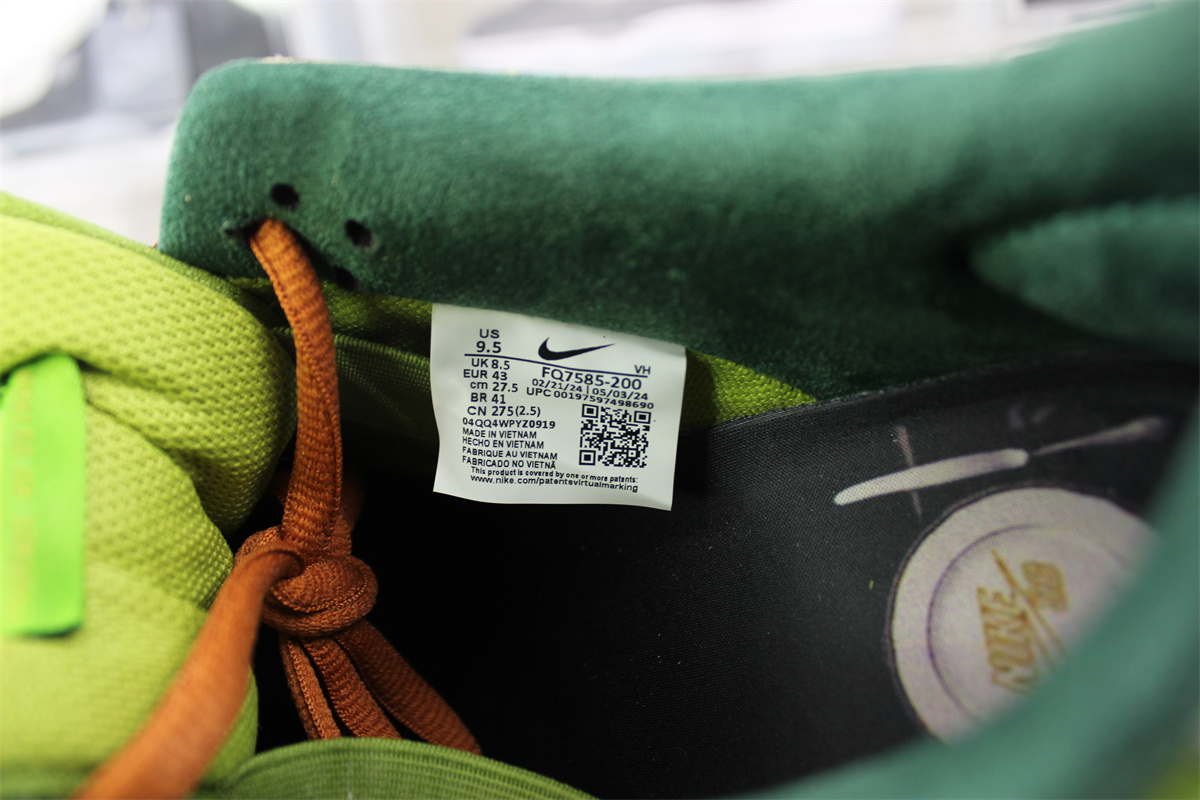 US
9.5
UK 8.5
EUR 43
cm 27.5
BR 41
CN 275(2.5)
VH
FQ7585-200
02/21/24 | 05/03/24
UPC 00197597498690
04QQ4WPYZ0919
MADE IN VIETNAM
HECHO EN VIETNAM
FABRIQUE AU VIETNAM
FABRICADO NO VIETNÃ
This product is covered by one or more patents:
www.nike.com/patentsvirtualmarking
NIKE
SB